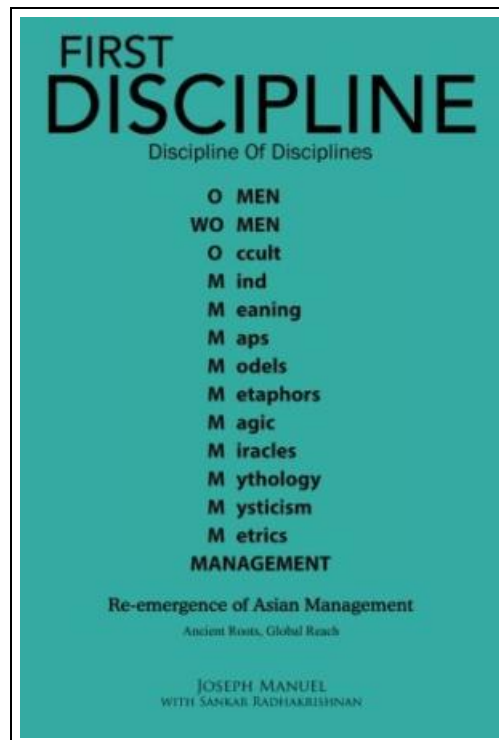 FIRST
DISCIPLINE
Discipline Of Disciplines
O MEN
WO MEN
O ccult
M ind
M eaning
M aps
M odels
M etaphors
M agic
M iracles
M ythology
M ysticism
M etrics
MANAGEMENT
Re-emergence of Asian Management
Ancient Roots, Global Reach
JOSEPH MANUEL
WITH SANKAR RADHAKRISHNAN